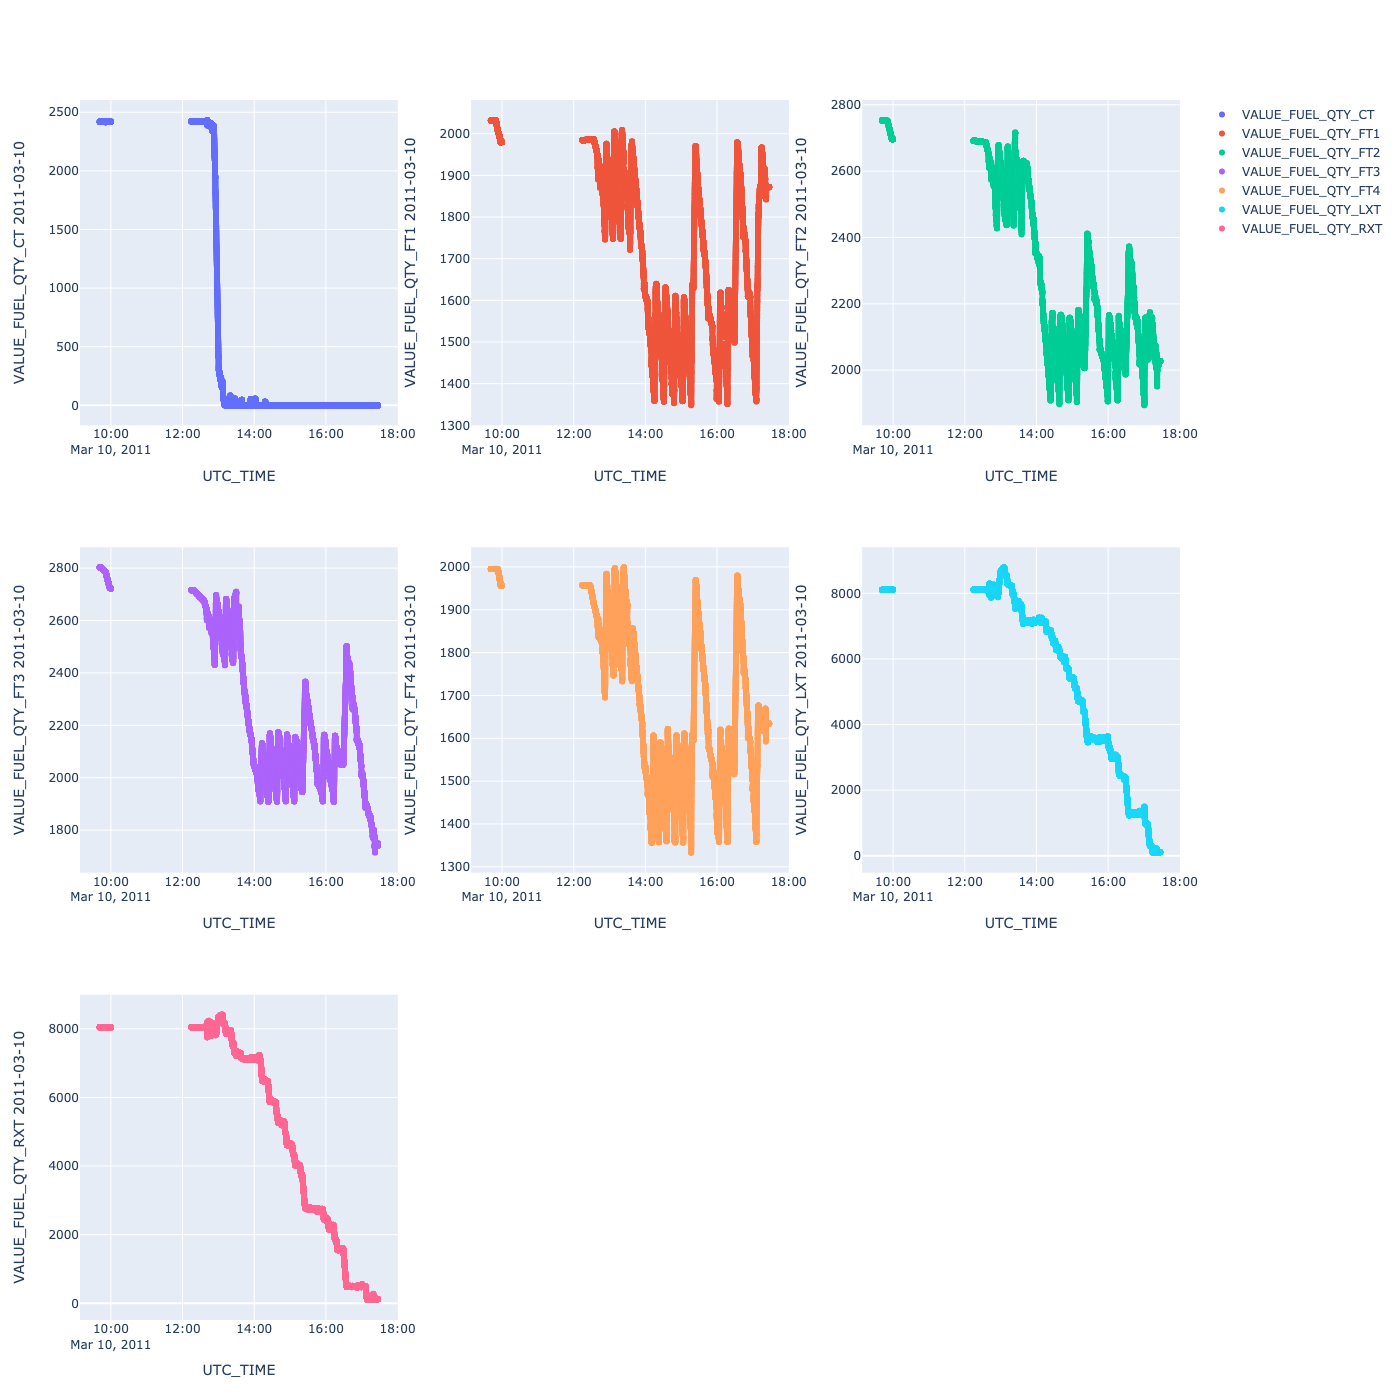 VALUE_FUEL_QTY_CT 2011-03-10
2500
2000
1500
1000
500
0
10:00 12:00 14:00 16:00 18:00
Mar 10, 2011
UTC_TIME
VALUE_FUEL_QTY_FT1 2011-03-10
2000
1900
1800
1700
1600
1500
1400
1300
10:00 12:00 14:00 16:00 18:00
Mar 10, 2011
UTC_TIME
VALUE_FUEL_QTY_FT2 2011-03-10
2800
2600
2400
2200
2000
10:00 12:00 14:00 16:00 18:00
Mar 10, 2011
UTC_TIME
VALUE_FUEL_QTY_CT
VALUE_FUEL_QTY_FT1
VALUE_FUEL_QTY_FT2
VALUE_FUEL_QTY_FT3
VALUE_FUEL_QTY_FT4
VALUE_FUEL_QTY_LXT
VALUE_FUEL_QTY_RXT
VALUE_FUEL_QTY_FT3 2011-03-10
2800
2600
2400
2200
2000
1800
10:00 12:00 14:00 16:00 18:00
Mar 10, 2011
UTC_TIME
VALUE_FUEL_QTY_FT4 2011-03-10
2000
1900
1800
1700
1600
1500
1400
1300
10:00 12:00 14:00 16:00 18:00
Mar 10, 2011
UTC_TIME
VALUE_FUEL_QTY_LXT 2011-03-10
8000
6000
4000
2000
0
10:00 12:00 14:00 16:00 18:00
Mar 10, 2011
UTC_TIME
VALUE_FUEL_QTY_RXT 2011-03-10
8000
6000
4000
2000
0
10:00 12:00 14:00 16:00 18:00
Mar 10, 2011
UTC_TIME